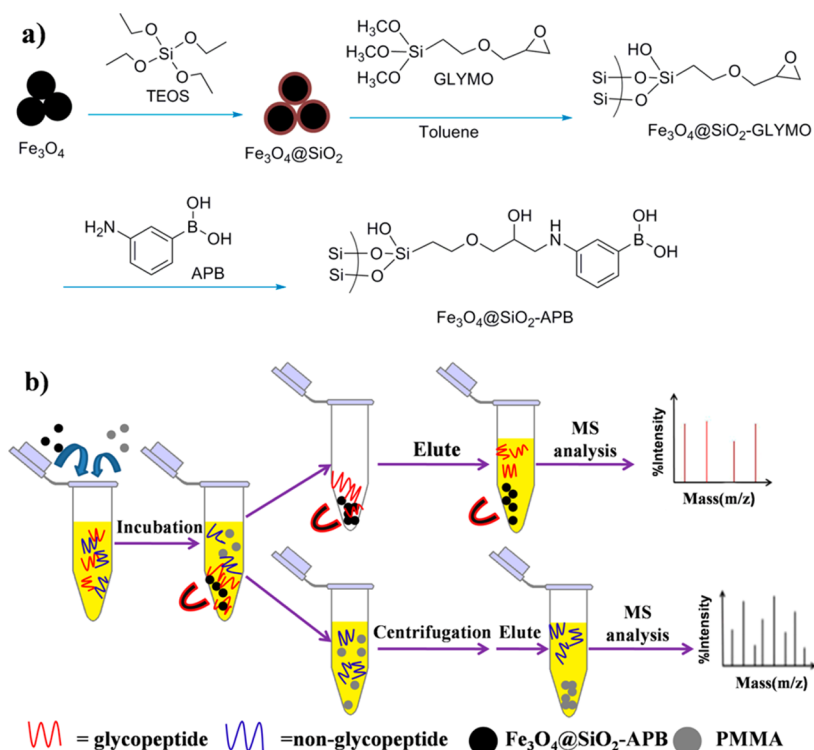 a)
O
O
Si
O
O
TEOS
H₃CO
H₃CO
Si
H₃CO
O
O
GLYMO
Toluene
HO
Si
O
Si
Si
O
O
O
Fe₃O₄
Fe₃O₄@SiO₂
Fe₃O₄@SiO₂-GLYMO
OH
H₂N
B
OH
APB
HO
Si
O
Si
Si
O
O
OH
H
N
OH
B
OH
Fe₃O₄@SiO₂-APB
b)
Incubation
Elute
MS
analysis
%Intensity
Mass(m/z)
Centrifugation
Elute
MS
analysis
%Intensity
Mass(m/z)
= glycopeptide
=non-glycopeptide
Fe₃O₄@SiO₂-APB
PMMA